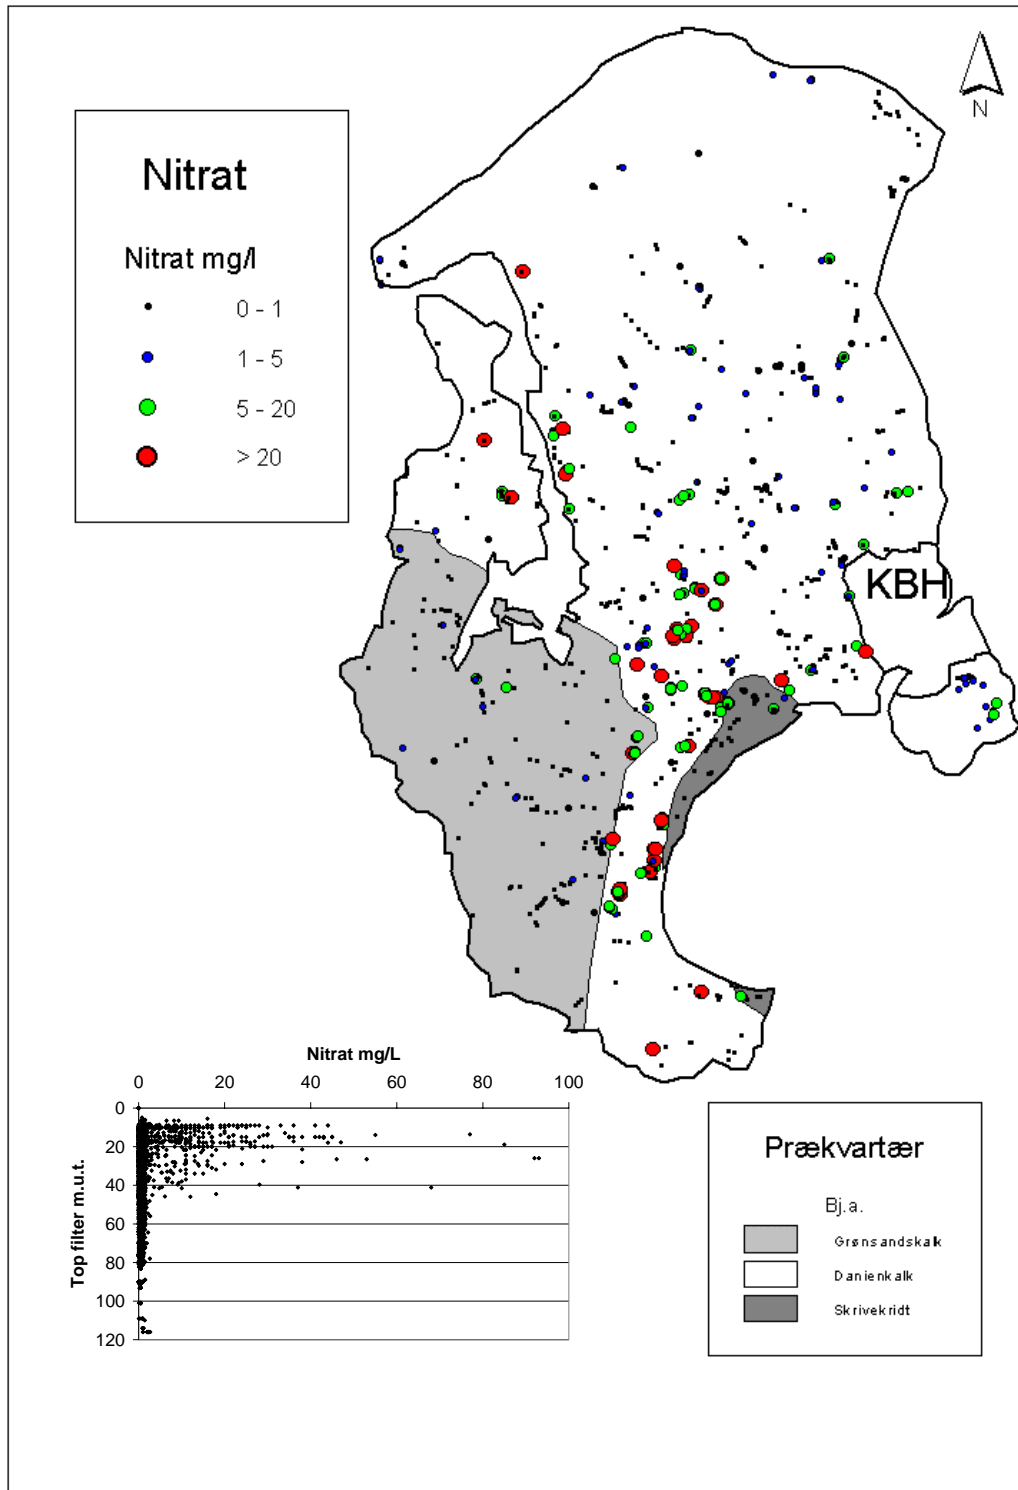 N
Nitrat
Nitrat mg/l
0 - 1
1 - 5
5 - 20
> 20
KBH
Nitrat mg/L
0 20 40 60 80 100
0
20
40
60
80
100
120
Top filter m.u.t.
Prækvartær
Bj.a.
Grønsandskalk
Danienkalk
Skrivekridt